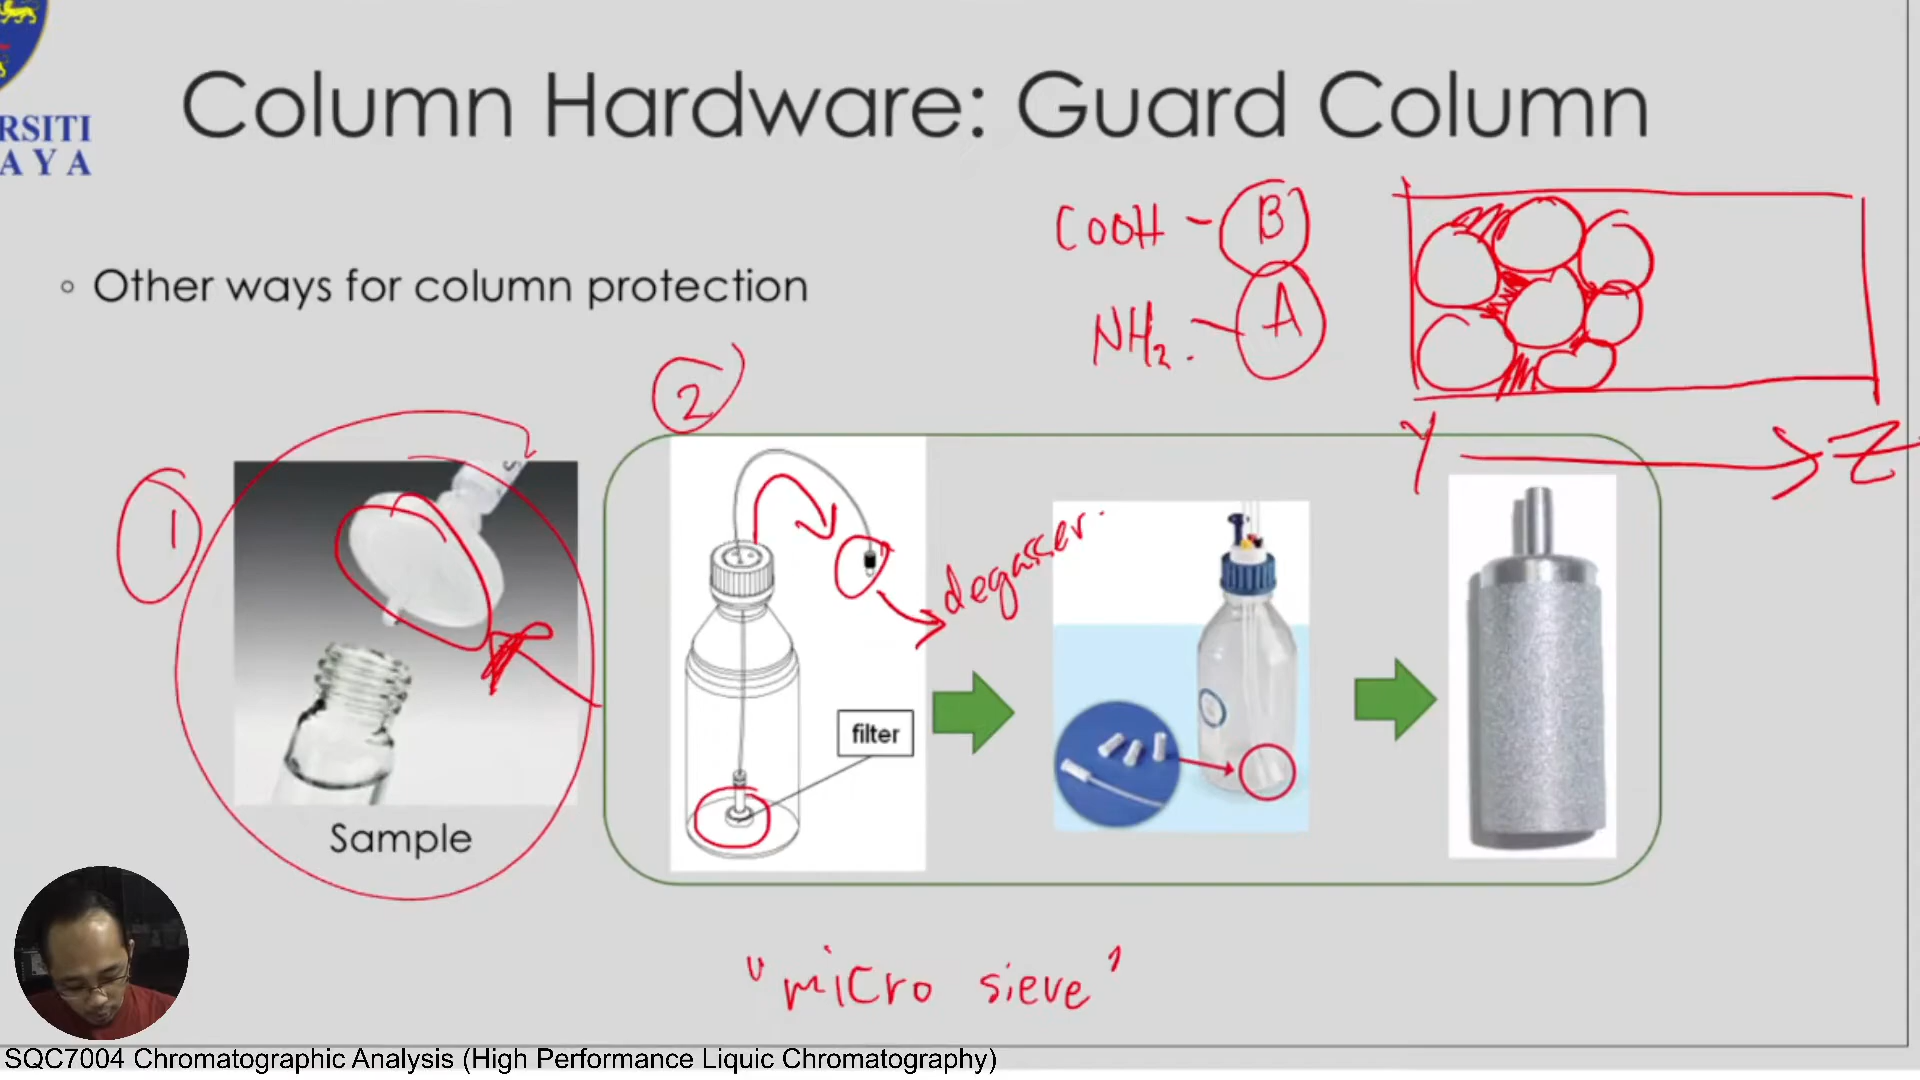 RSITI
AYA
Column Hardware: Guard Column
COOH - B
NH₂. - A
◦ Other ways for column protection
2
1
Y → Z
degasser.
filter
Sample
"micro sieve"
SQC7004 Chromatographic Analysis (High Performance Liquic Chromatography)